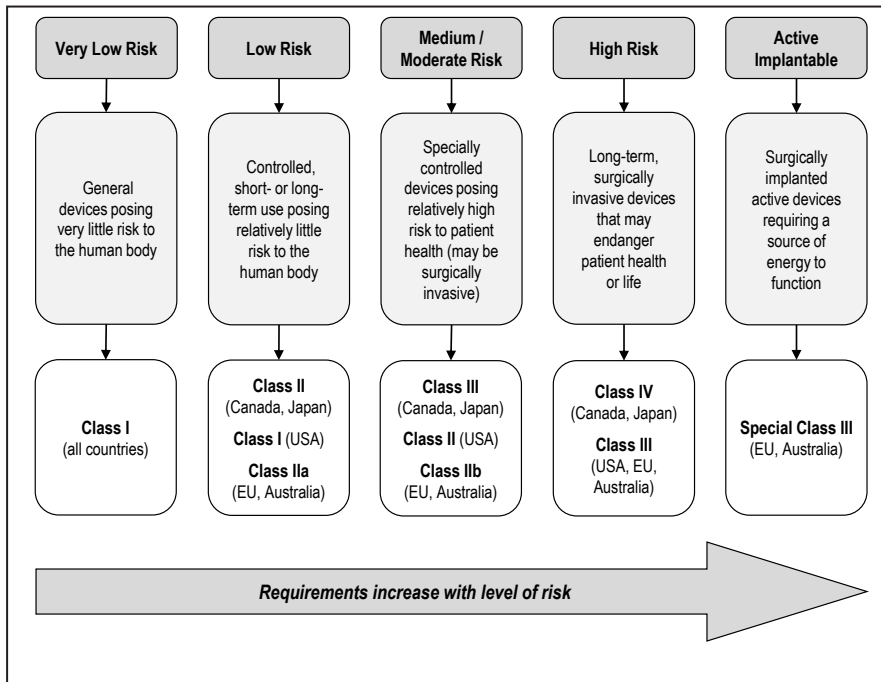 Very Low Risk
Low Risk
Medium /
Moderate Risk
High Risk
Active
Implantable
General
devices posing
very little risk to
the human body
Controlled,
short- or long-
term use posing
relatively little
risk to the
human body
Specially
controlled
devices posing
relatively high
risk to patient
health (may be
surgically
invasive)
Long-term,
surgically
invasive devices
that may
endanger
patient health
or life
Surgically
implanted
active devices
requiring a
source of
energy to
function
Class I
(all countries)
Class II
(Canada, Japan)
Class I (USA)
Class IIa
(EU, Australia)
Class III
(Canada, Japan)
Class II (USA)
Class IIb
(EU, Australia)
Class IV
(Canada, Japan)
Class III
(USA, EU,
Australia)
Special Class III
(EU, Australia)
Requirements increase with level of risk